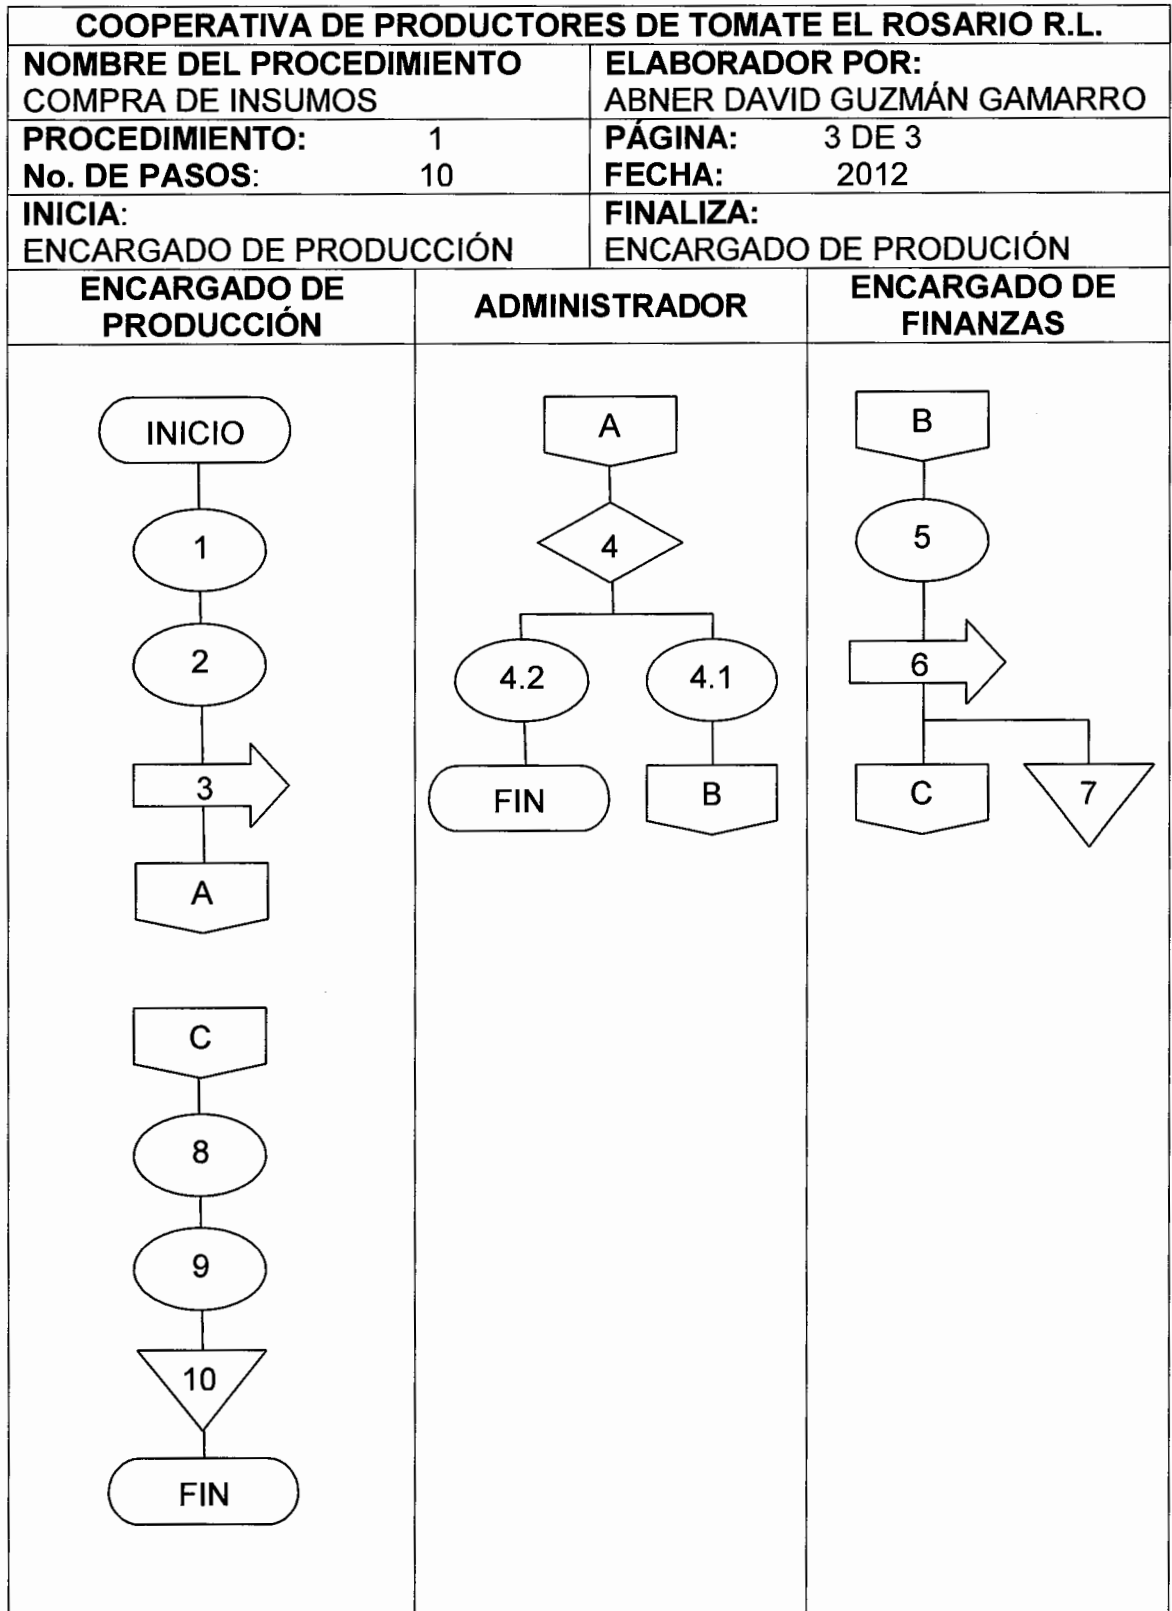 COOPERATIVA DE PRODUCTORES DE TOMATE EL ROSARIO R.L.
NOMBRE DEL PROCEDIMIENTO
COMPRA DE INSUMOS
ELABORADOR POR:
ABNER DAVID GUZMÁN GAMARRO
PROCEDIMIENTO: 1
No. DE PASOS: 10
PÁGINA: 3 DE 3
FECHA: 2012
INICIA:
ENCARGADO DE PRODUCCIÓN
FINALIZA:
ENCARGADO DE PRODUCIÓN
ENCARGADO DE
PRODUCCIÓN
ADMINISTRADOR
ENCARGADO DE
FINANZAS
INICIO
1
2
3
A
C
8
9
10
FIN
A
4
4.2
4.1
FIN
B
B
5
6
C
7